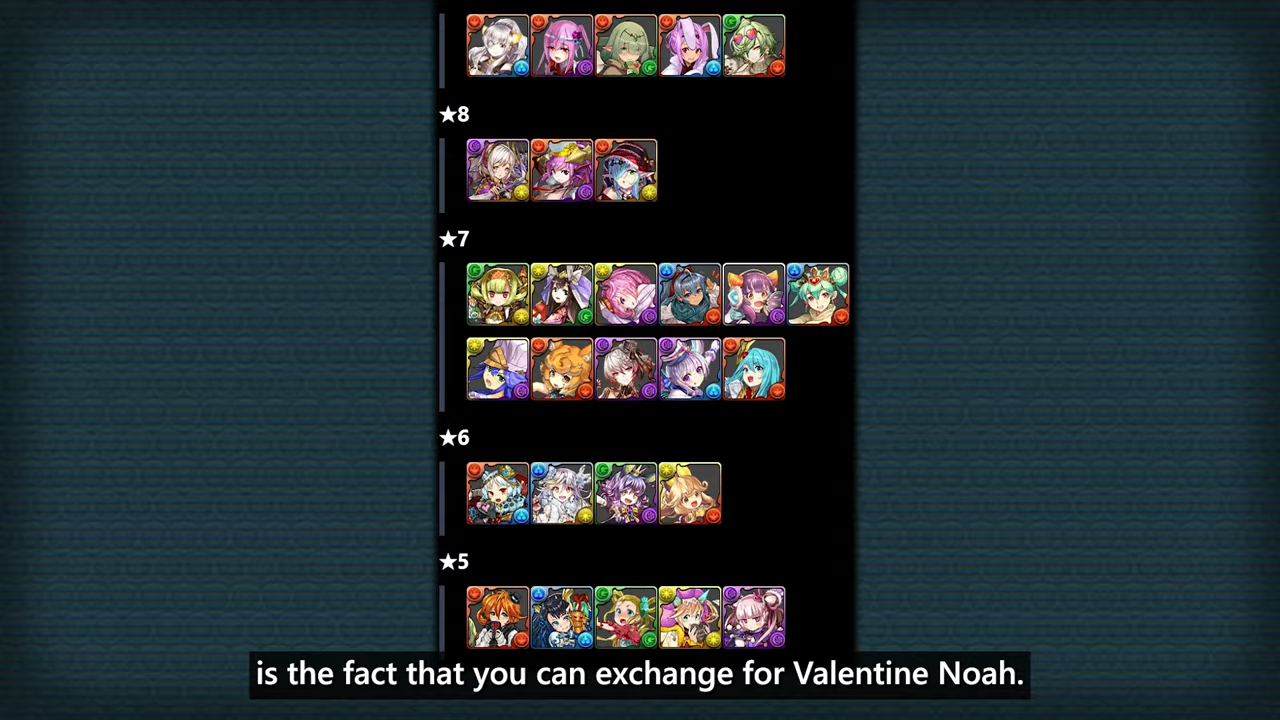 ★8
★7
★6
★5
is the fact that you can exchange for Valentine Noah.